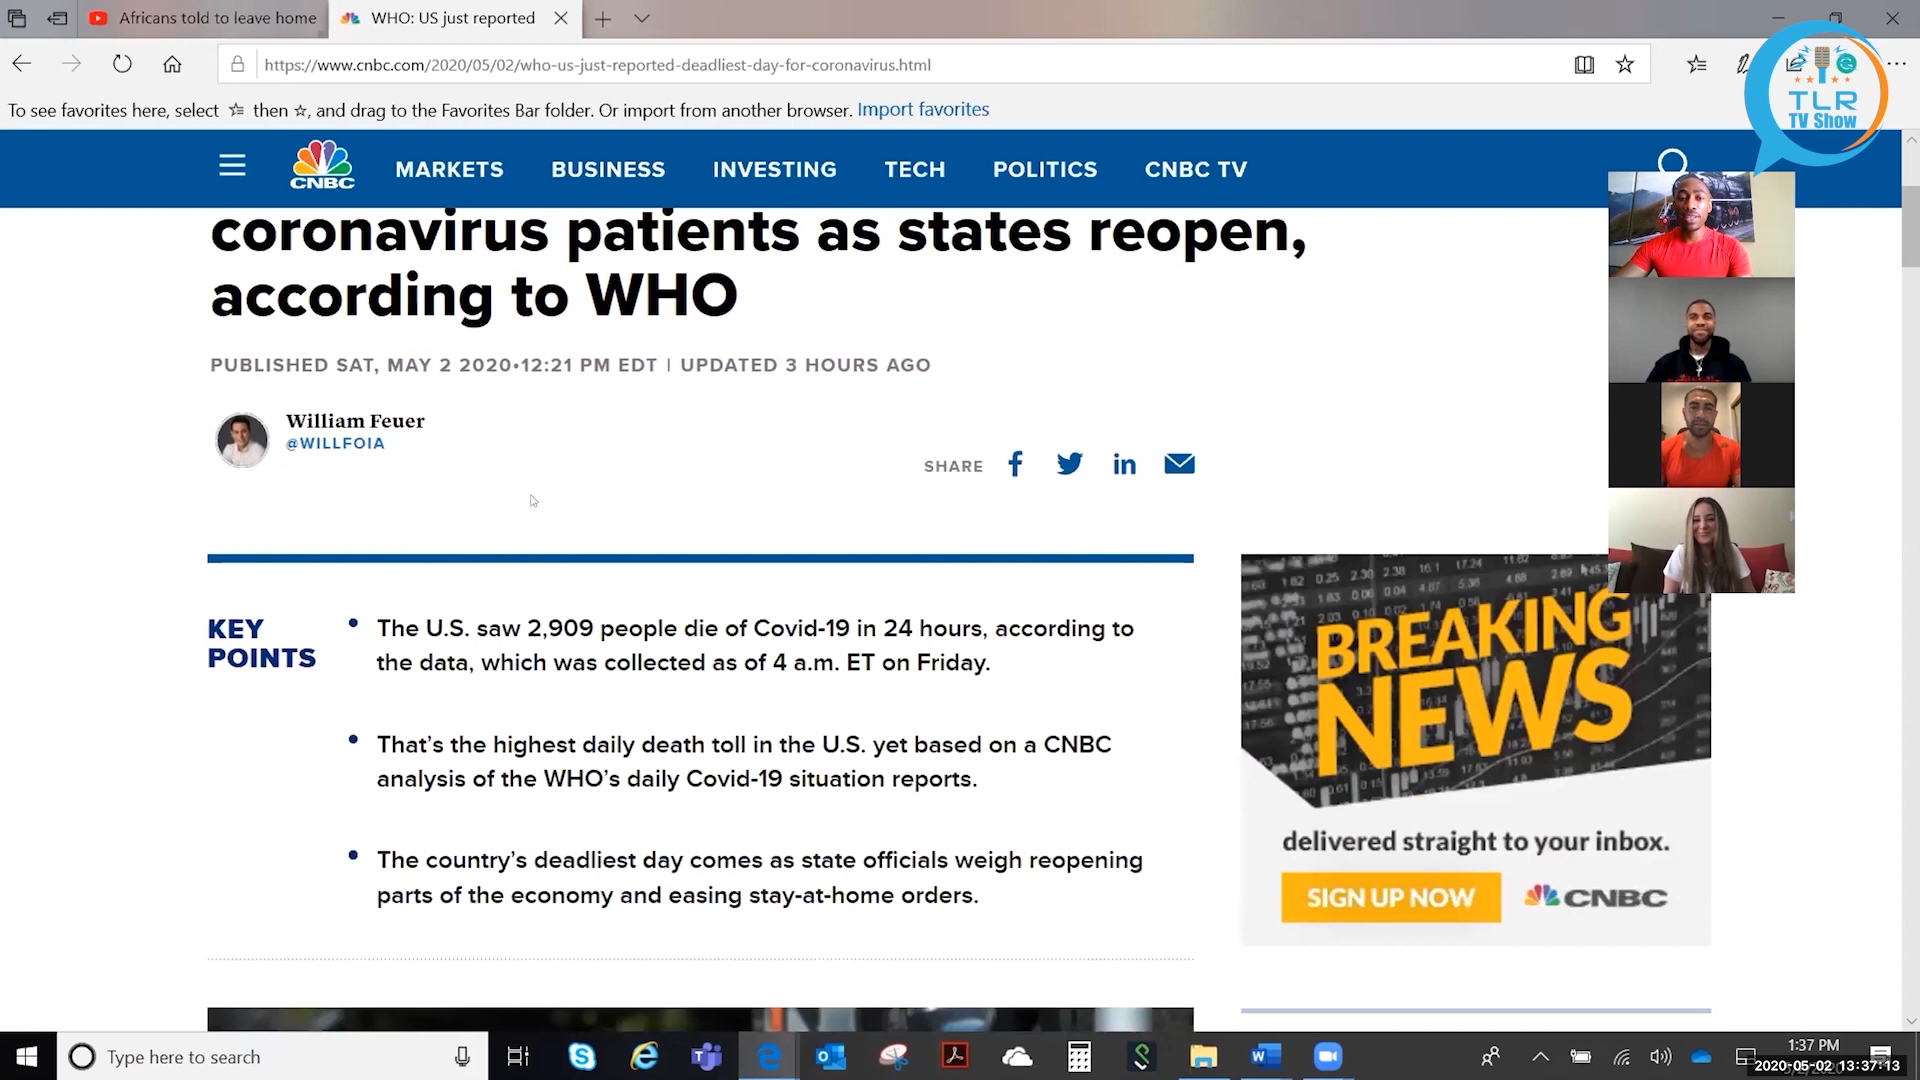 Africans told to leave home
WHO: US just reported
https://www.cnbc.com/2020/05/02/who-us-just-reported-deadliest-day-for-coronavirus.html
To see favorites here, select then ☆, and drag to the Favorites Bar folder. Or import from another browser. Import favorites
TLR
TV Show
CNBC
MARKETS BUSINESS INVESTING TECH POLITICS CNBC TV
coronavirus patients as states reopen,
according to WHO
PUBLISHED SAT, MAY 2 2020•12:21 PM EDT | UPDATED 3 HOURS AGO
William Feuer
@WILLFOIA
SHARE
KEY
POINTS
• The U.S. saw 2,909 people die of Covid-19 in 24 hours, according to
the data, which was collected as of 4 a.m. ET on Friday.
• That's the highest daily death toll in the U.S. yet based on a CNBC
analysis of the WHO's daily Covid-19 situation reports.
• The country's deadliest day comes as state officials weigh reopening
parts of the economy and easing stay-at-home orders.
BREAKING
NEWS
delivered straight to your inbox.
SIGN UP NOW
CNBC
Type here to search
1:37 PM
2020-05-02 13:37:13